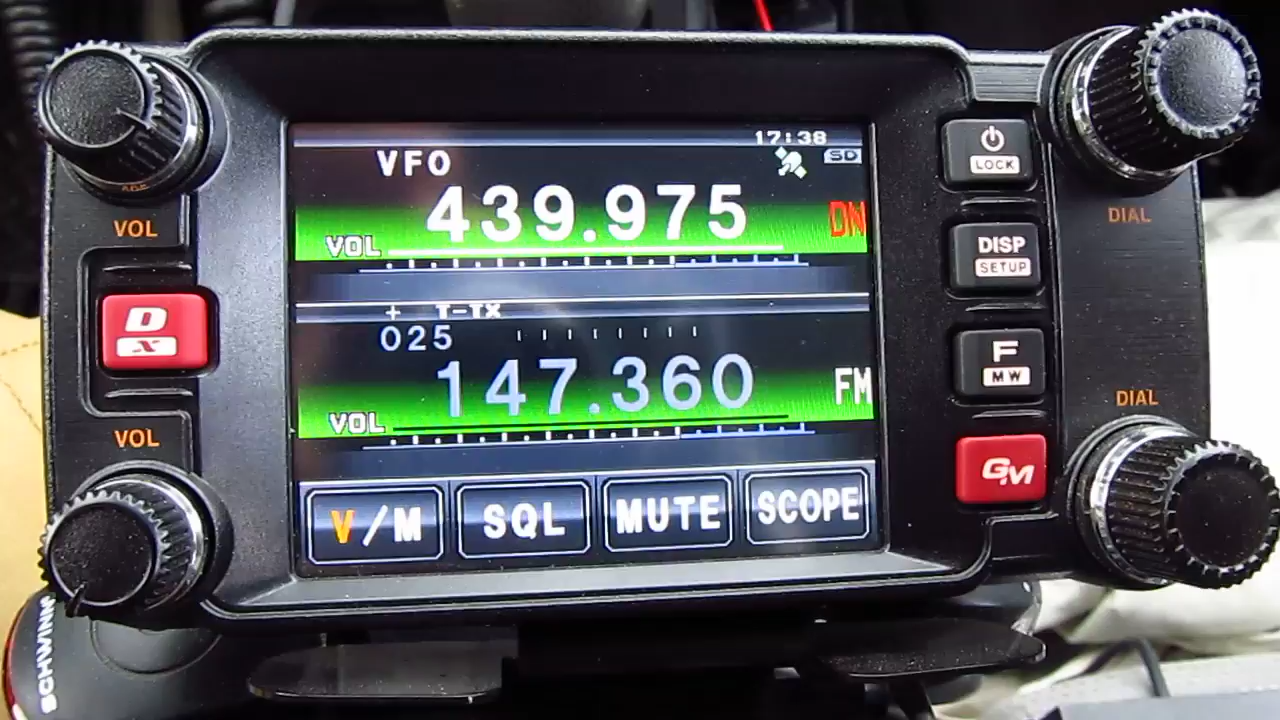 17:38
VFO
SD
439.975
DN
VOL
+ T-TX
025
147.360
FM
VOL
V/M SQL MUTE SCOPE
VOL
D
X
VOL
LOCK
DISP
SETUP
F
MW
GM
DIAL
DIAL
SCHWINN